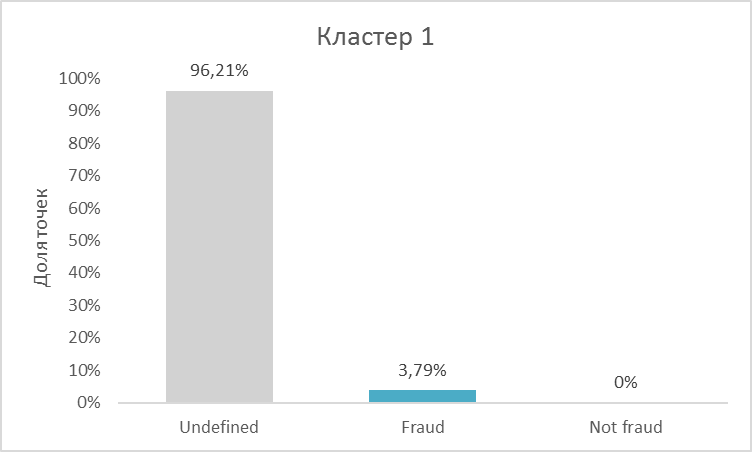 Кластер 1
96,21%
100%
90%
80%
70%
60%
50%
40%
30%
20%
10%
0%
Доля точек
3,79%
0%
Undefined
Fraud
Not fraud